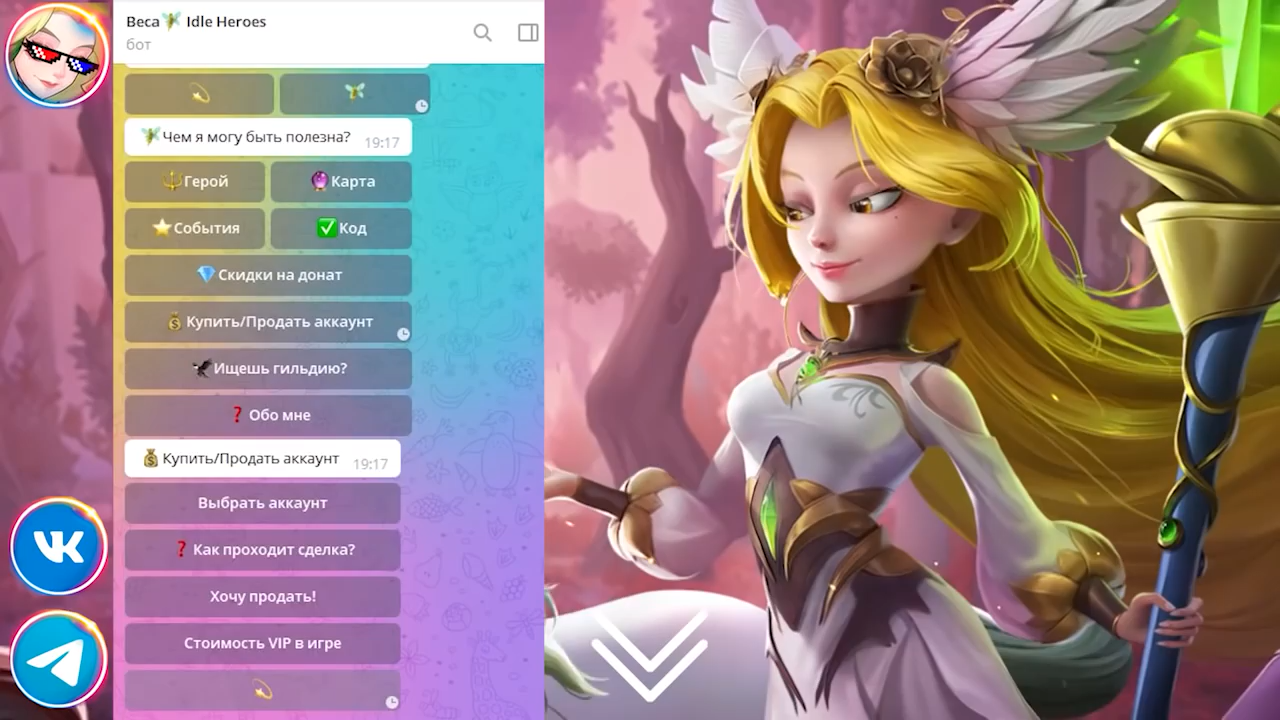 Веса Idle Heroes
бот
Чем я могу быть полезна? 19:17
Герой
Карта
События
Код
Скидки на донат
Купить/Продать аккаунт
Ищешь гильдию?
❓ Обо мне
Купить/Продать аккаунт 19:17
Выбрать аккаунт
❓ Как проходит сделка?
Хочу продать!
Стоимость VIP в игре